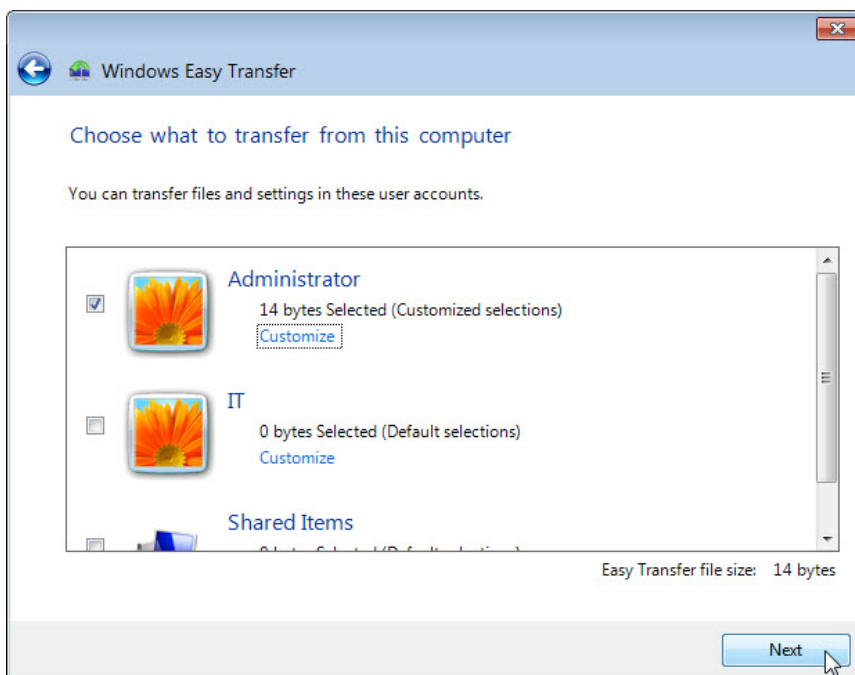 Windows Easy Transfer
Choose what to transfer from this computer
You can transfer files and settings in these user accounts.
Administrator
14 bytes Selected (Customized selections)
Customize
IT
0 bytes Selected (Default selections)
Customize
Shared Items
Easy Transfer file size: 14 bytes
Next